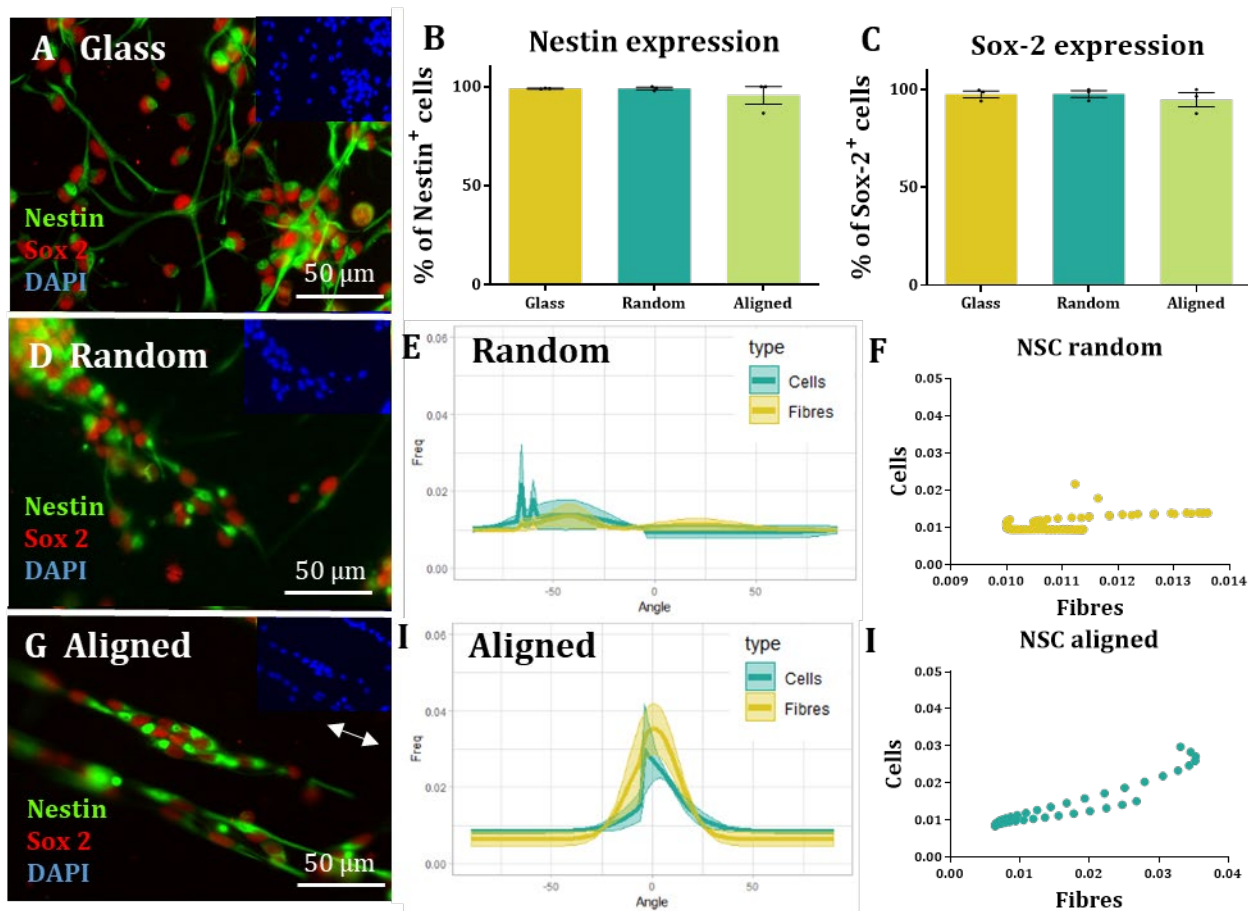 A Glass
Nestin
Sox 2
DAPI
50 µm
B Nestin expression
% of Nestin+ cells
100
100
0
Glass Random Aligned
C Sox-2 expression
% of Sox-2+ cells
100
50
0
Glass Random Aligned
D Random
Nestin
Sox 2
DAPI
50 µm
E Random
type
Cells
Fibres
Freq
0.06
0.04
0.02
0.00
-50 0 50
Angle
F NSC random
Cells
0.05
0.04
0.03
0.02
0.01
0.00
0.009 0.010 0.011 0.012 0.013 0.014
Fibres
G Aligned
Nestin
Sox 2
DAPI
50 µm
I Aligned
type
Cells
Fibres
Freq
0.06
0.04
0.02
0.00
-50 0 50
Angle
I NSC aligned
Cells
0.05
0.04
0.03
0.02
0.01
0.00
0.00 0.01 0.02 0.03 0.04
Fibres